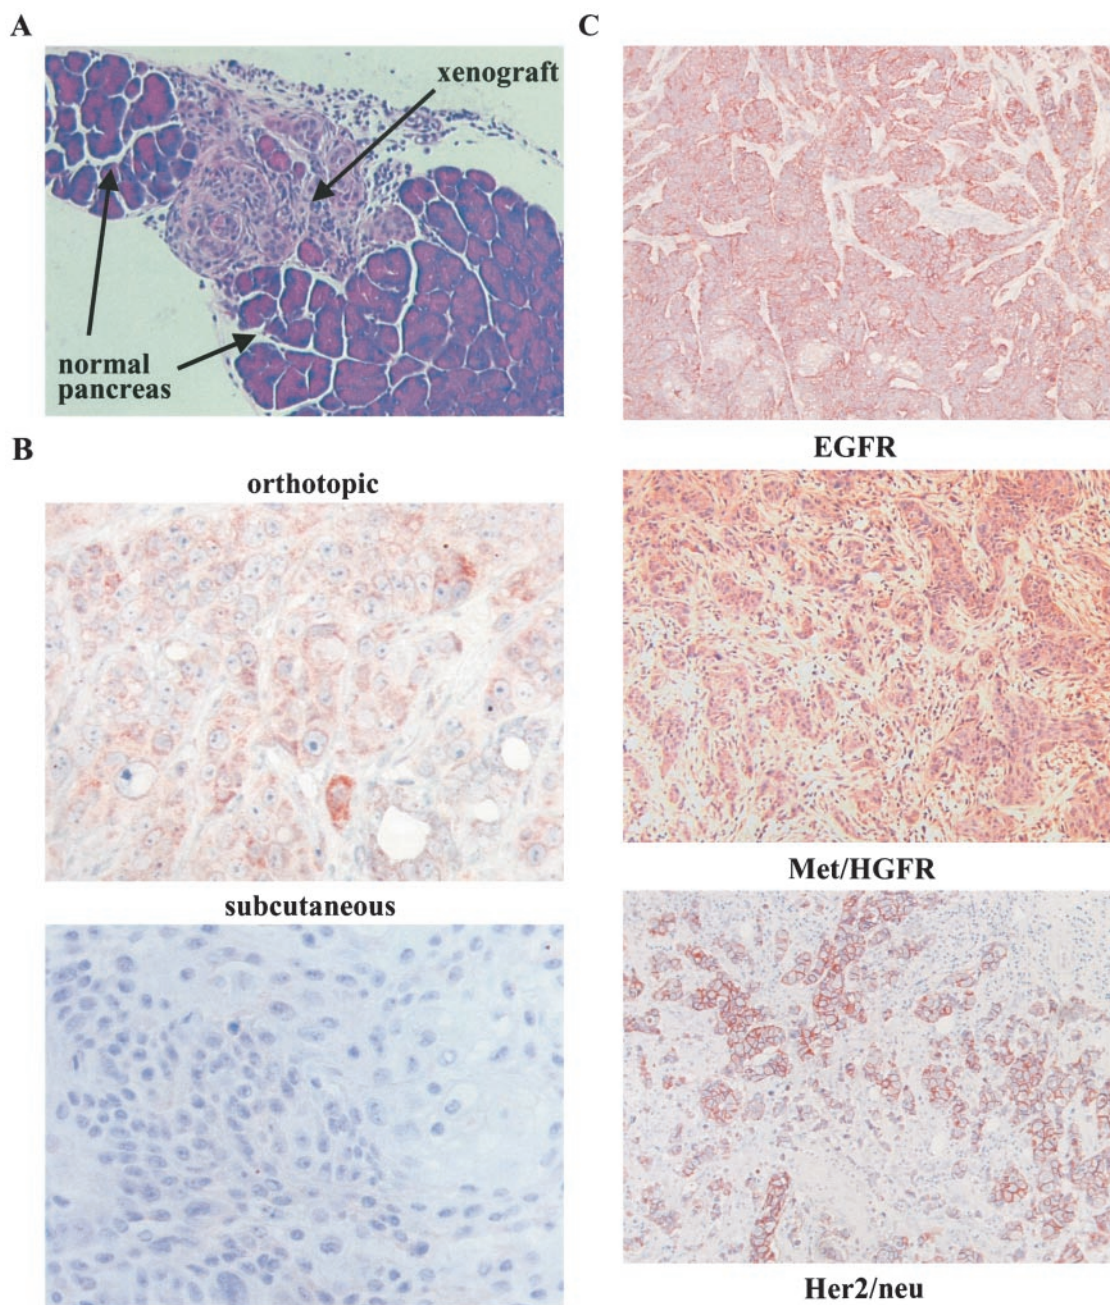 A
xenograft
normal
pancreas
B
orthotopic
subcutaneous
C
EGFR
Met/HGFR
Her2/neu